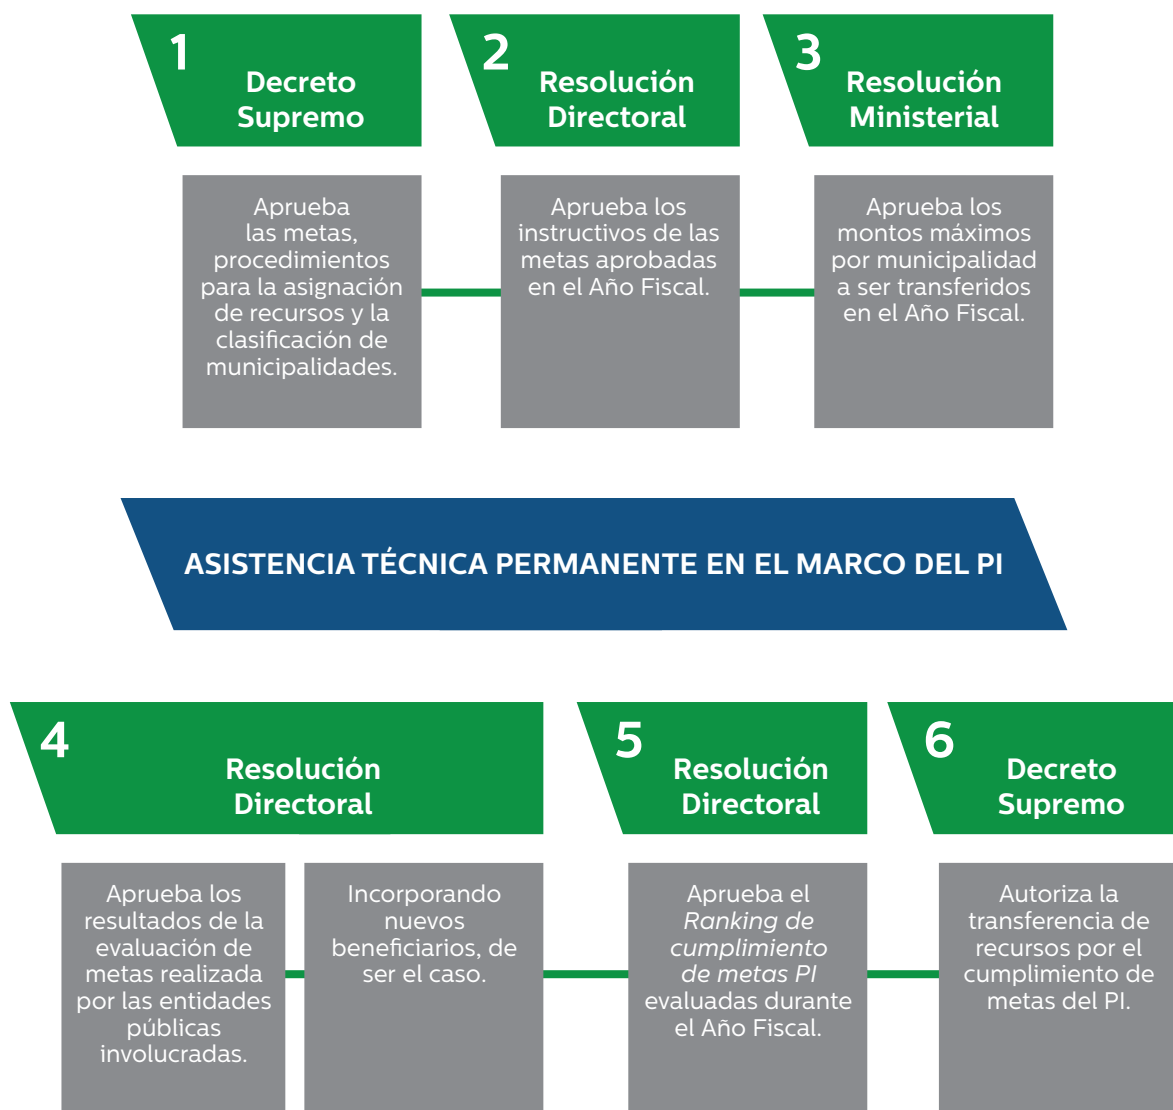 1
Decreto
Supremo
Aprueba
las metas,
procedimientos
para la asignación
de recursos y la
clasificación de
municipalidades.
2
Resolución
Directoral
Aprueba los
instructivos de las
metas aprobadas
en el Año Fiscal.
3
Resolución
Ministerial
Aprueba los
montos máximos
por municipalidad
a ser transferidos
en el Año Fiscal.
ASISTENCIA TÉCNICA PERMANENTE EN EL MARCO DEL PI
4
Resolución
Directoral
Aprueba los
resultados de la
evaluación de
metas realizada
por las entidades
públicas
involucradas.
Incorporando
nuevos
beneficiarios, de
ser el caso.
5
Resolución
Directoral
Aprueba el
Ranking de
cumplimiento
de metas PI
evaluadas durante
el Año Fiscal.
6
Decreto
Supremo
Autoriza la
transferencia de
recursos por el
cumplimiento de
metas del PI.